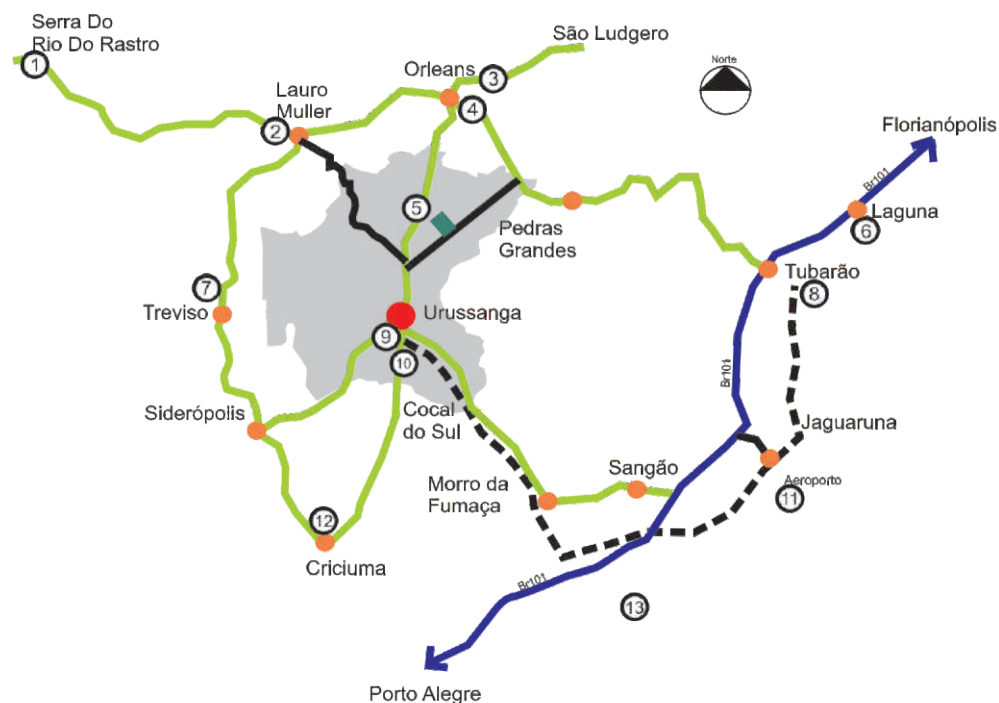 Serra Do
Rio Do Rastro
1
São Ludgero
Orleans
3
Norte
Lauro
Muller
2
4
Florianópolis
Br101
5
Pedras
Grandes
Laguna
6
Tubarão
8
7
Treviso
Urussanga
9
10
Br101
Siderópolis
Cocal
do Sul
Jaguaruna
Morro da
Fumaça
Sangão
Aeroporto
11
12
Criciuma
Br101
13
Porto Alegre